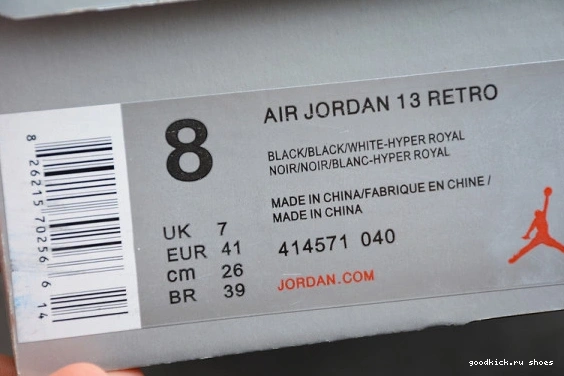 8
AIR JORDAN 13 RETRO
BLACK/BLACK/WHITE-HYPER ROYAL
NOIR/NOIR/BLANC-HYPER ROYAL
MADE IN CHINA/FABRIQUE EN CHINE /
MADE IN CHINA
UK 7
EUR 41
cm 26
BR 39
414571 040
JORDAN.COM
8 26215 70256 6 14
goodkick.ru shoes